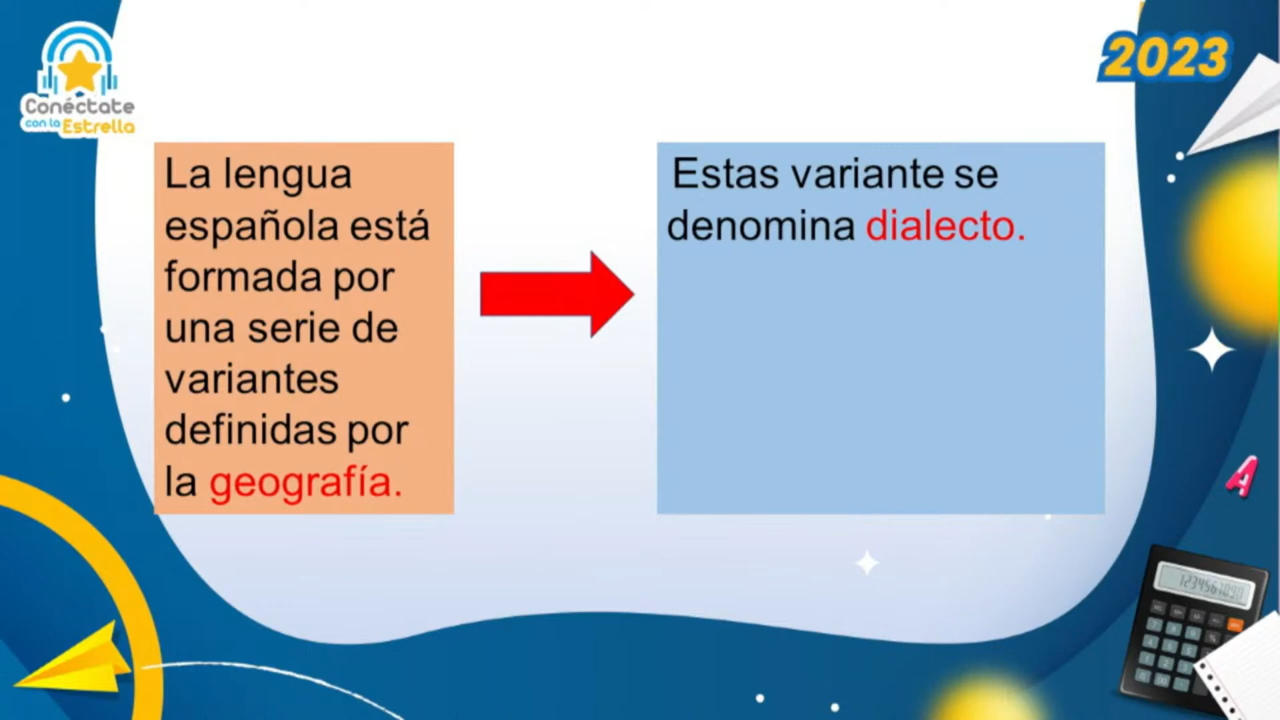 Conéctate
con la Estrella
2023
La lengua
española está
formada por
una serie de
variantes
definidas por
la geografía.
Estas variante se
denomina dialecto.
A
1234567890